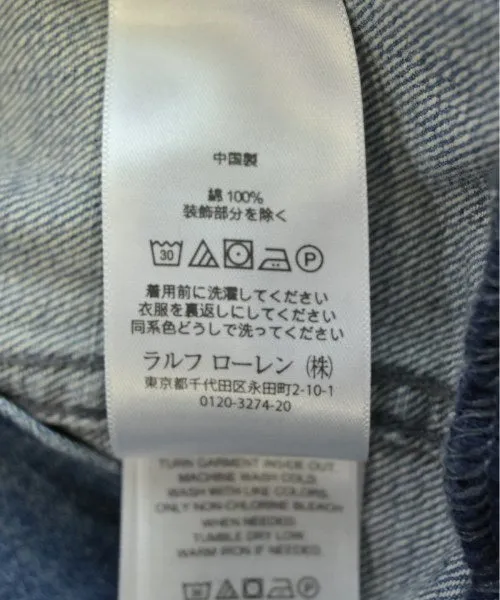 中国製
綿 100%
装飾部分を除く
30 P
着用前に洗濯してください
衣服を裏返しにしてください
同系色どうしで洗ってください
ラルフ ローレン (株)
東京都千代田区永田町2-10-1
0120-3274-20
TURN GARMENT INSIDE OUT.
MACHINE WASH COLD.
WASH WITH LIKE COLORS.
ONLY NON-CHLORINE BLEACH
WHEN NEEDED.
TUMBLE DRY LOW.
WARM IRON IF NEEDED.